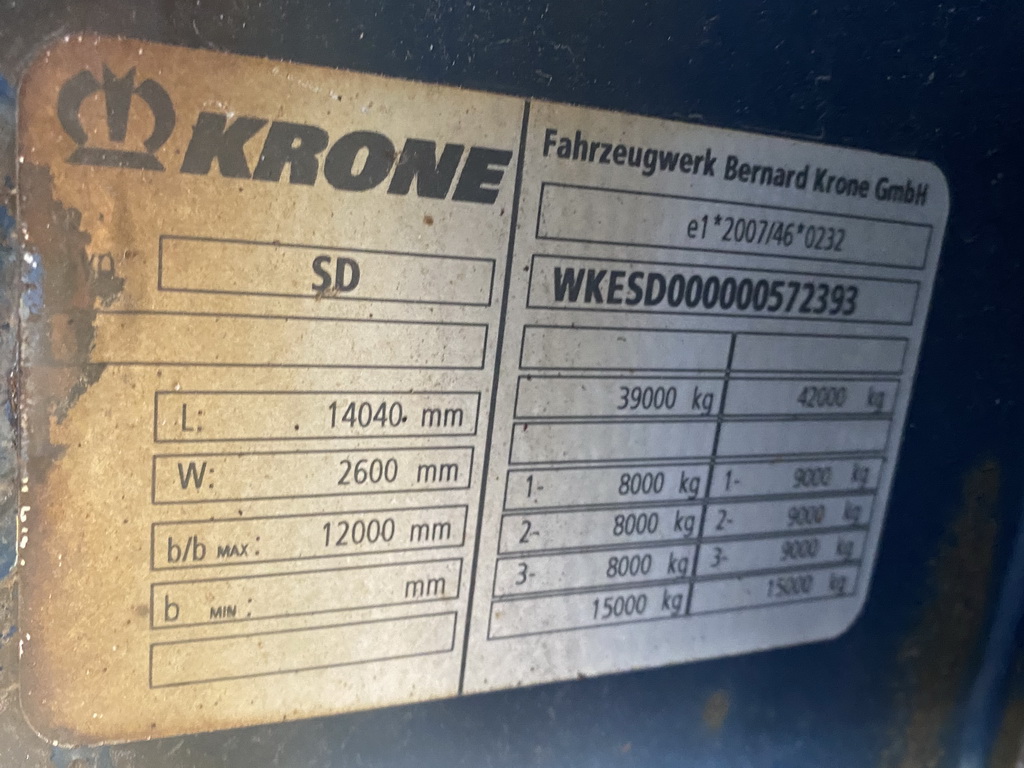 KRONE
SD
L: 14040 mm
W: 2600 mm
b/b MAX: 12000 mm
b MIN: mm
Fahrzeugwerk Bernard Krone GmbH
e1*2007/46*0232
WKESD000000572393
39000 kg 42000 kg
1- 8000 kg 1- 9000 kg
2- 8000 kg 2- 9000 kg
3- 8000 kg 3- 9000 kg
15000 kg 15000 kg